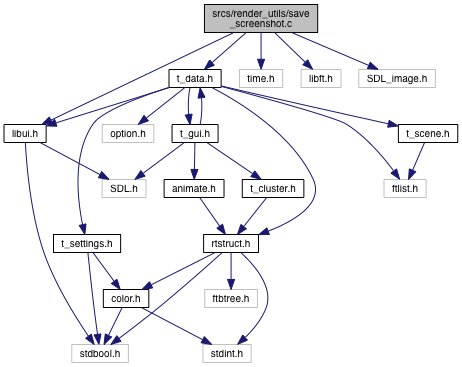 srcs/render_utils/save
_screenshot.c
t_data.h
time.h
libft.h
SDL_image.h
libui.h
option.h
t_gui.h
t_scene.h
SDL.h
animate.h
t_cluster.h
ftlist.h
t_settings.h
rtstruct.h
color.h
ftbtree.h
stdbool.h
stdint.h